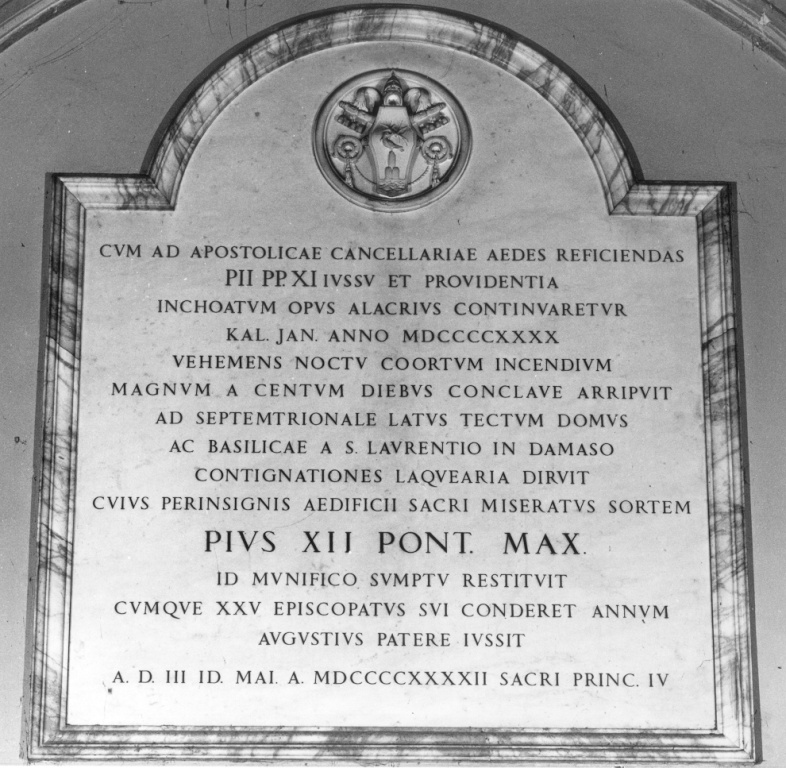 CVM AD APOSTOLICAE CANCELLARIAE AEDES REFICIENDAS
PII PP. XI IVSSV ET PROVIDENTIA
INCHOATVM OPVS ALACRIVS CONTINVARETVR
KAL. JAN. ANNO MDCCCCXXXX
VEHEMENS NOCTV COORTVM INCENDIVM
MAGNVM A CENTVM DIEBVS CONCLAVE ARRIPVIT
AD SEPTEMTRIONALE LATVS TECTVM DOMVS
AC BASILICAE A S. LAVRENTIO IN DAMASO
CONTIGNATIONES LAQVEARIA DIRVIT
CVIVS PERINSIGNIS AEDIFICII SACRI MISERATVS SORTEM
PIVS XII PONT. MAX.
ID MVNIFICO SVMPTV RESTITVIT
CVMQVE XXV EPISCOPATVS SVI CONDERET ANNVM
AVGVSTIVS PATERE IVSSIT
A. D. III ID. MAI. A. MDCCCCXXXXII SACRI PRINC. IV